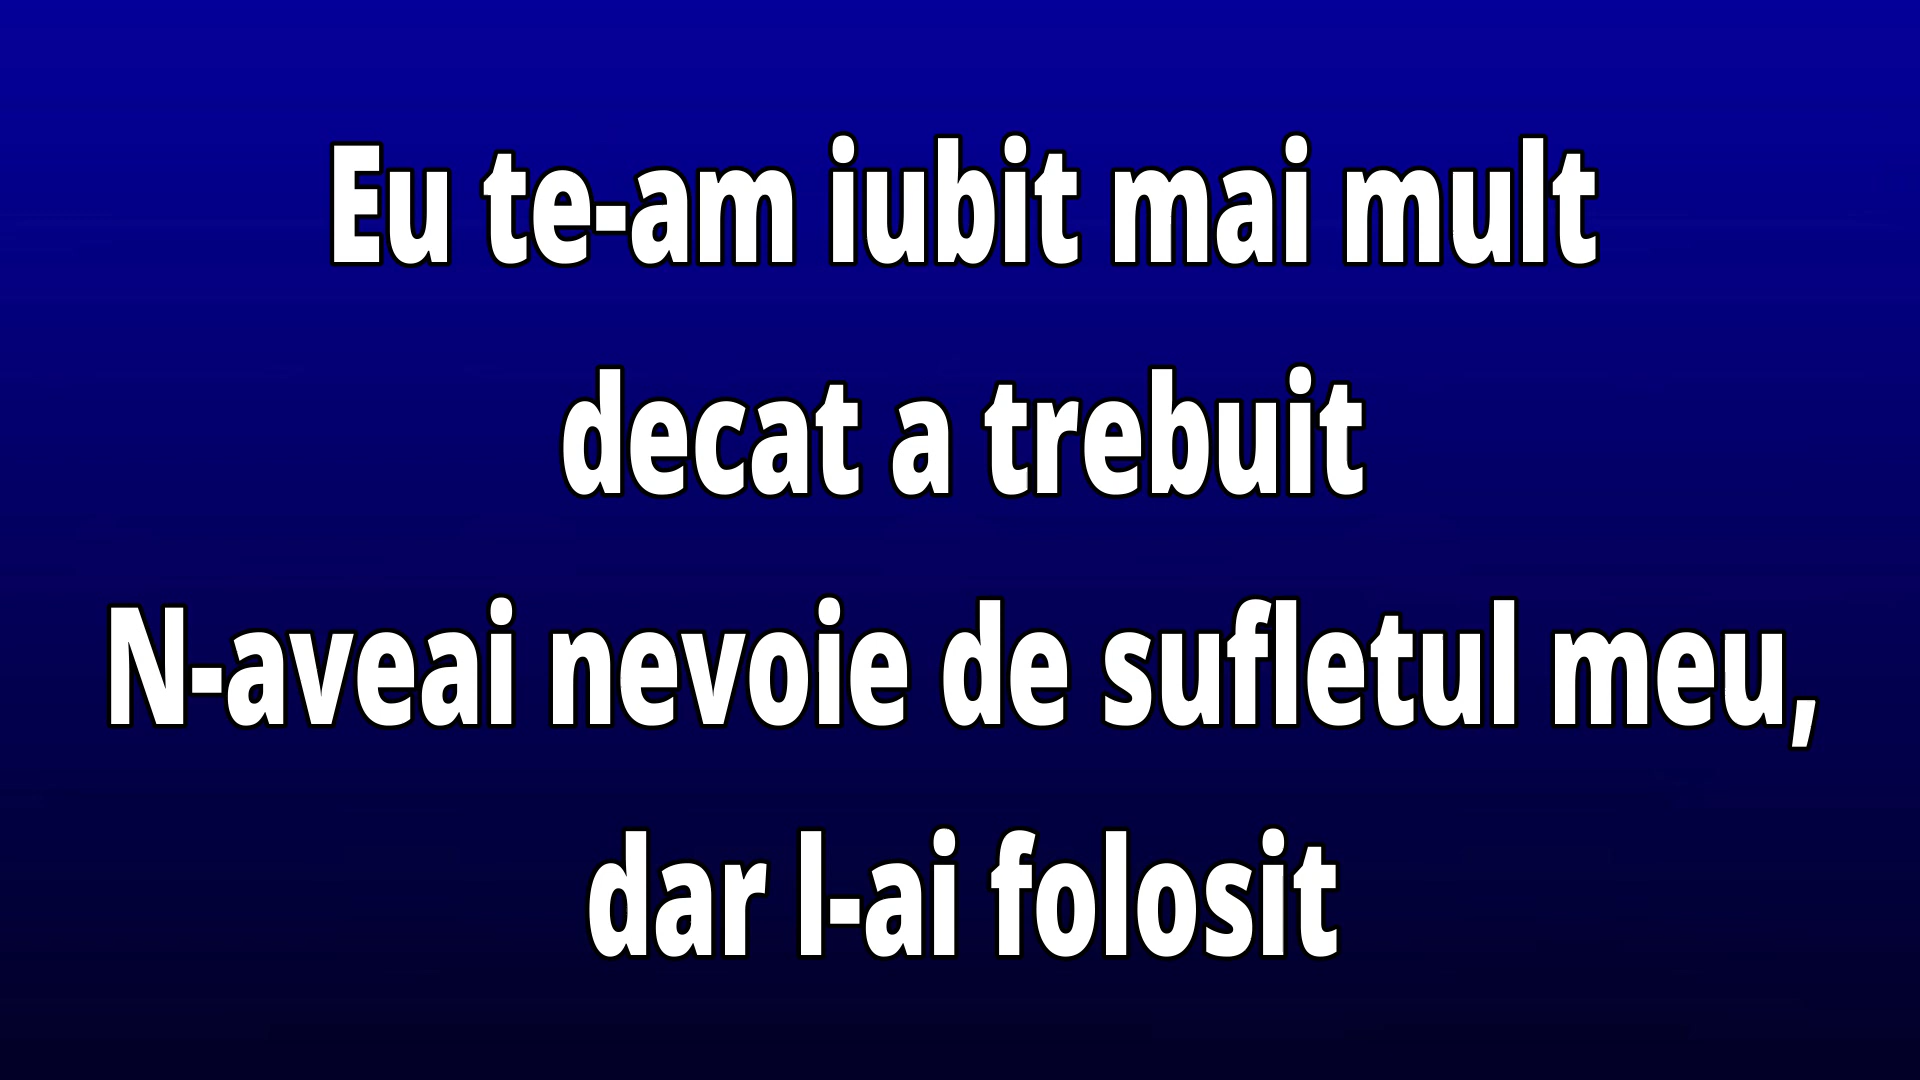 Eu te-am iubit mai mult
decat a trebuit
N-aveai nevoie de sufletul meu,
dar l-ai folosit